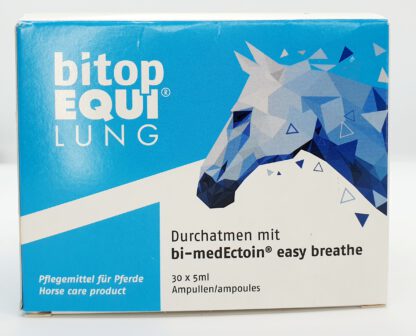 bitop
EQUI®
LUNG
Durchatmen mit
bi-medEctoin® easy breathe
30 x 5ml
Ampullen/ampoules
Pflegemittel für Pferde
Horse care product